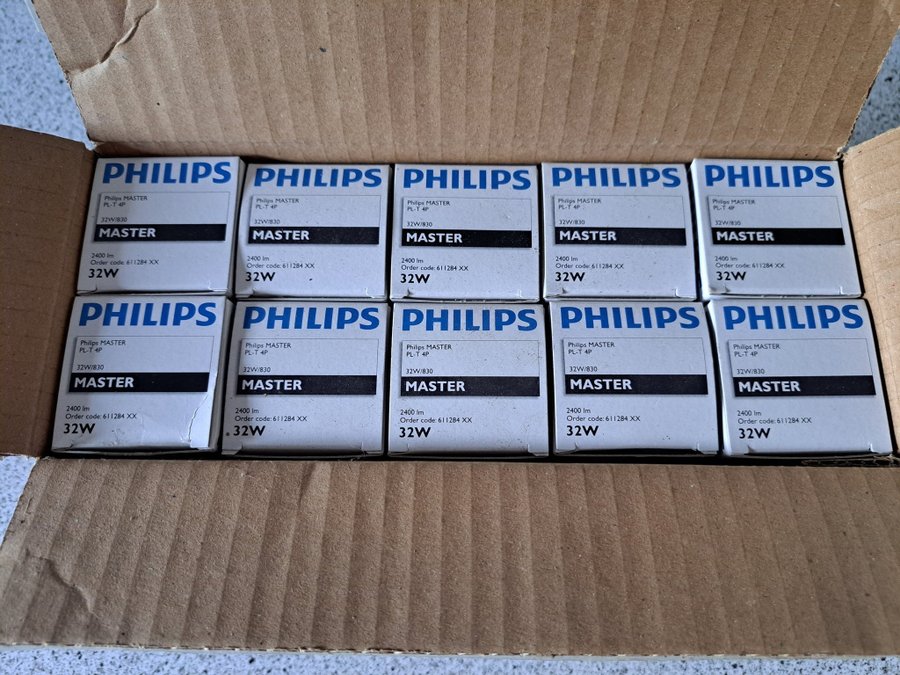 PHILIPS
Philips MASTER
PL-T 4P
32W/830
MASTER
2400 lm
Order code: 611284 XX
32W
PHILIPS
Philips MASTER
PL-T 4P
32W/830
MASTER
2400 lm
Order code: 611284 XX
32W
PHILIPS
Philips MASTER
PL-T 4P
32W/830
MASTER
2400 lm
Order code: 611284 XX
32W
PHILIPS
Philips MASTER
PL-T 4P
32W/830
MASTER
2400 lm
Order code: 611284 XX
32W
PHILIPS
Philips MASTER
PL-T 4P
32W/830
MASTER
2400 lm
Order code: 611284 XX
32W
PHILIPS
Philips MASTER
PL-T 4P
32W/830
MASTER
2400 lm
Order code: 611284 XX
32W
PHILIPS
Philips MASTER
PL-T 4P
32W/830
MASTER
2400 lm
Order code: 611284 XX
32W
PHILIPS
Philips MASTER
PL-T 4P
32W/830
MASTER
2400 lm
Order code: 611284 XX
32W
PHILIPS
Philips MASTER
PL-T 4P
32W/830
MASTER
2400 lm
Order code: 611284 XX
32W
PHILIPS
Philips MASTER
PL-T 4P
32W/830
MASTER
2400 lm
Order code: 611284 XX
32W